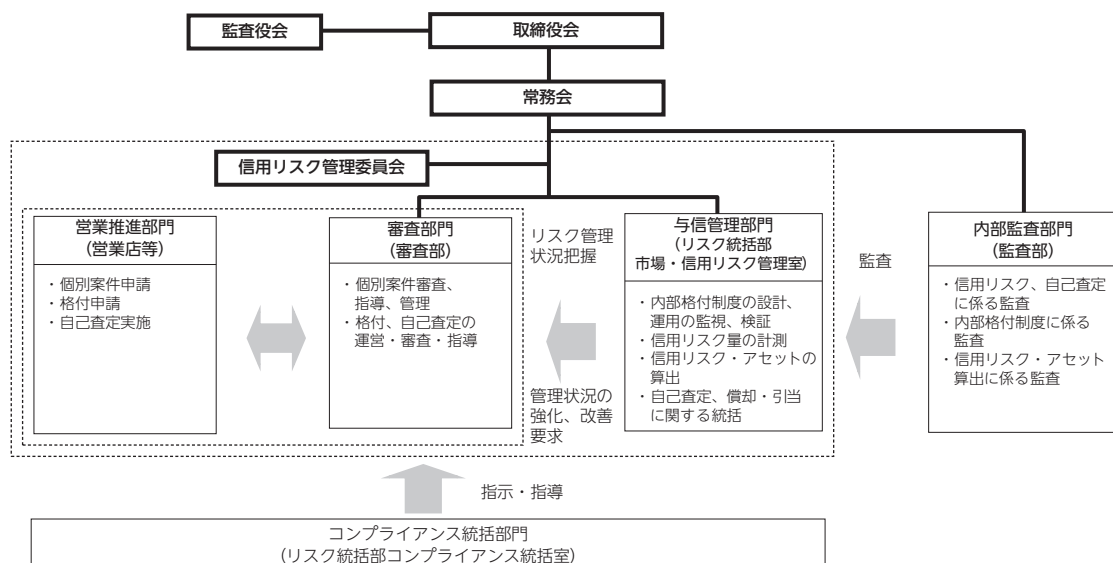 監査役会
取締役会
常務会
信用リスク管理委員会
営業推進部門
(営業店等)
・個別案件申請
・格付申請
・自己査定実施
審査部門
(審査部)
・個別案件審査、
指導、管理
・格付、自己査定の
運営・審査・指導
リスク管理
状況把握
管理状況の
強化、改善
要求
与信管理部門
(リスク統括部
市場・信用リスク管理室)
・内部格付制度の設計、
運用の監視、検証
・信用リスク量の計測
・信用リスク・アセットの
算出
・自己査定、償却・引当
に関する統括
監査
内部監査部門
(監査部)
・信用リスク、自己査定
に係る監査
・内部格付制度に係る
監査
・信用リスク・アセット
算出に係る監査
指示・指導
コンプライアンス統括部門
(リスク統括部コンプライアンス統括室)